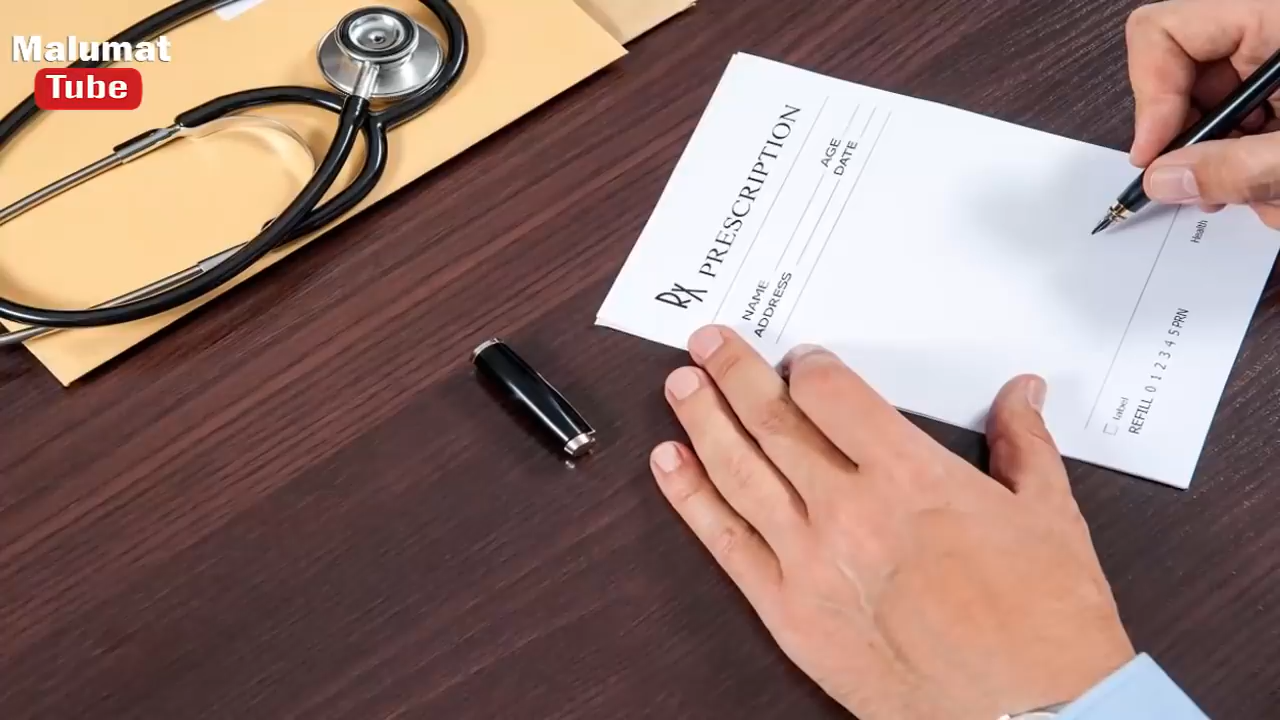 Malumat
Tube
RX PRESCRIPTION
NAME
AGE
ADDRESS
DATE
Health
label
REFILL 0 1 2 3 4 5 PRN